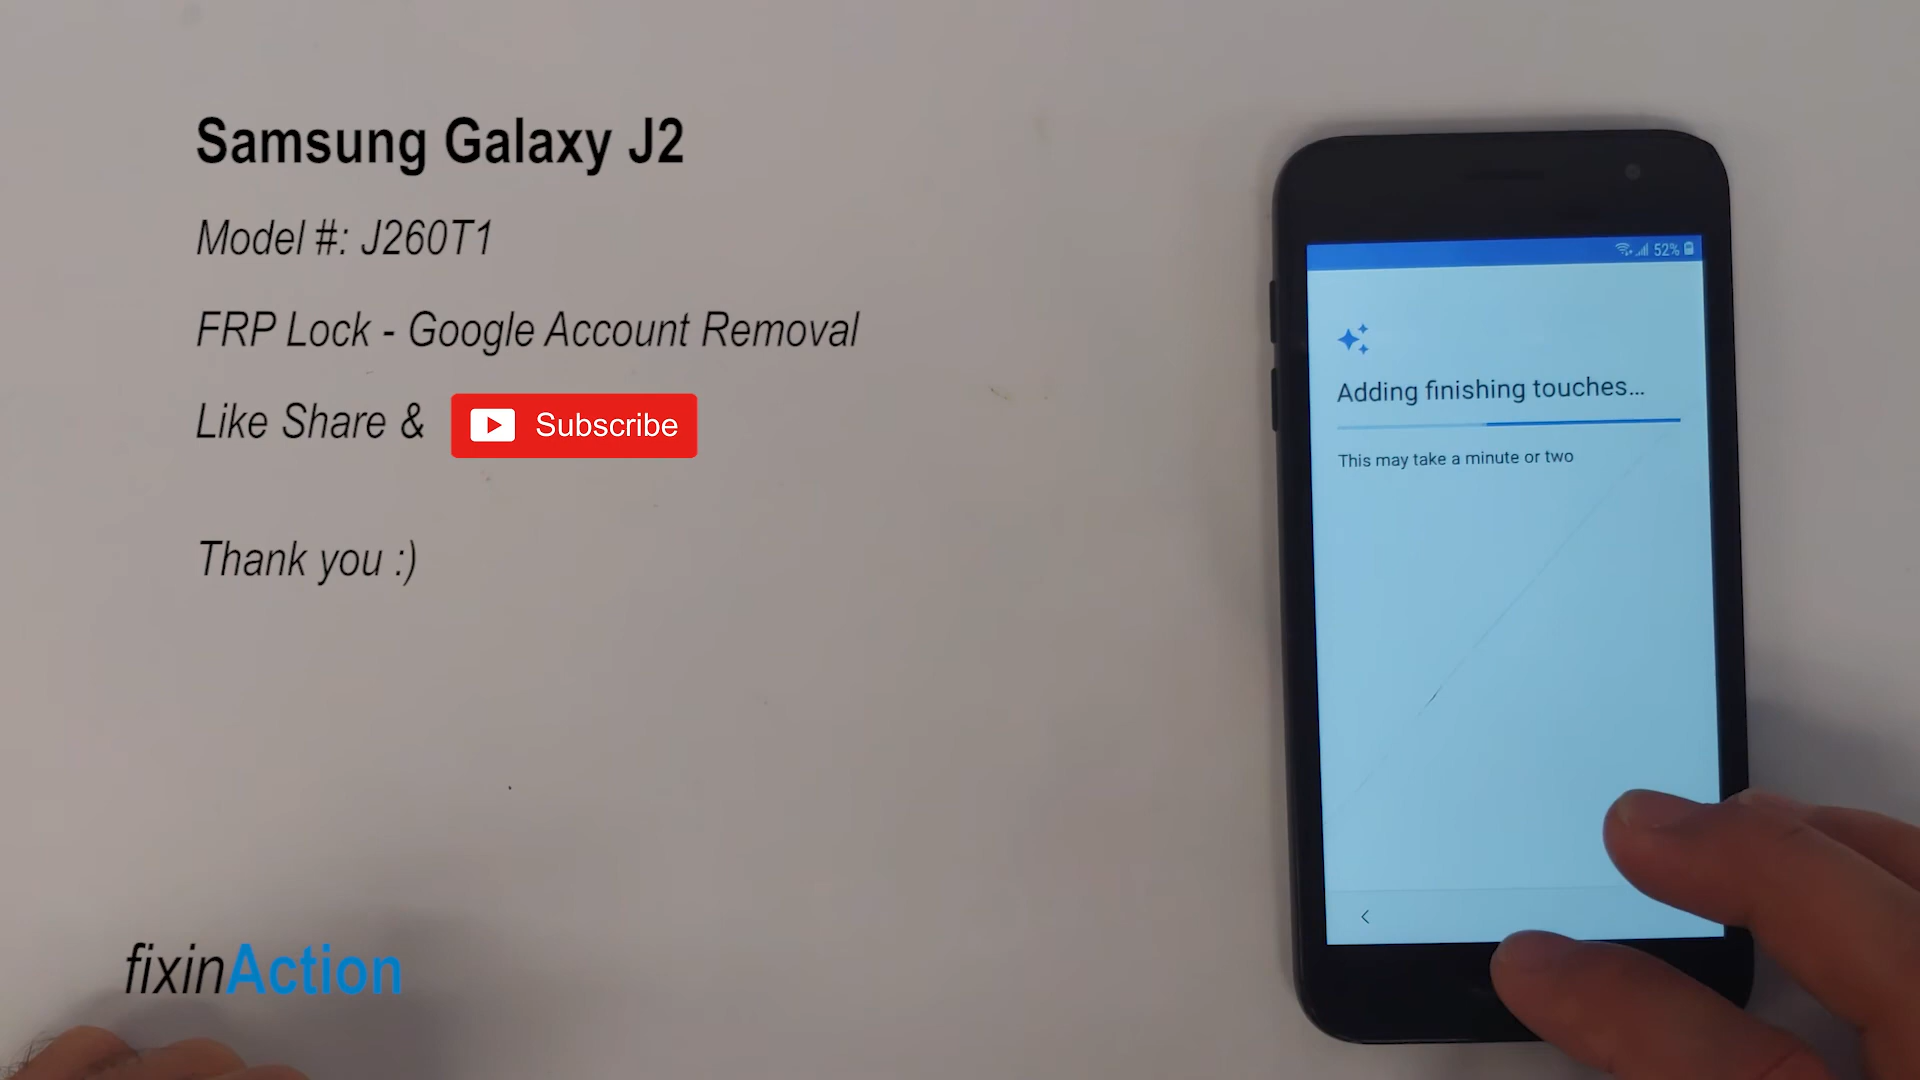 Samsung Galaxy J2
Model #: J260T1
FRP Lock - Google Account Removal
Like Share & Subscribe
Thank you :)
fixinAction
52%
Adding finishing touches...
This may take a minute or two